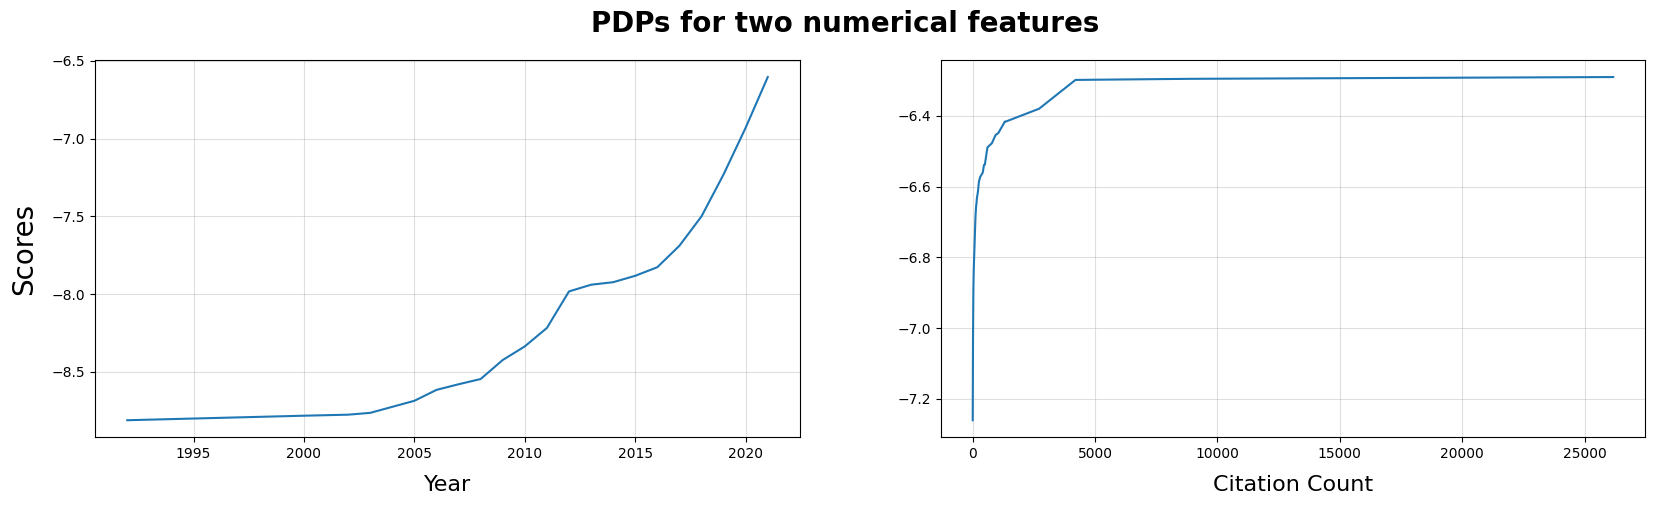 PDPs for two numerical features
Scores
−6.5
−7.0
−7.5
−8.0
−8.5
1995 2000 2005 2010 2015 2020
Year
−6.4
−6.6
−6.8
−7.0
−7.2
0 5000 10000 15000 20000 25000
Citation Count